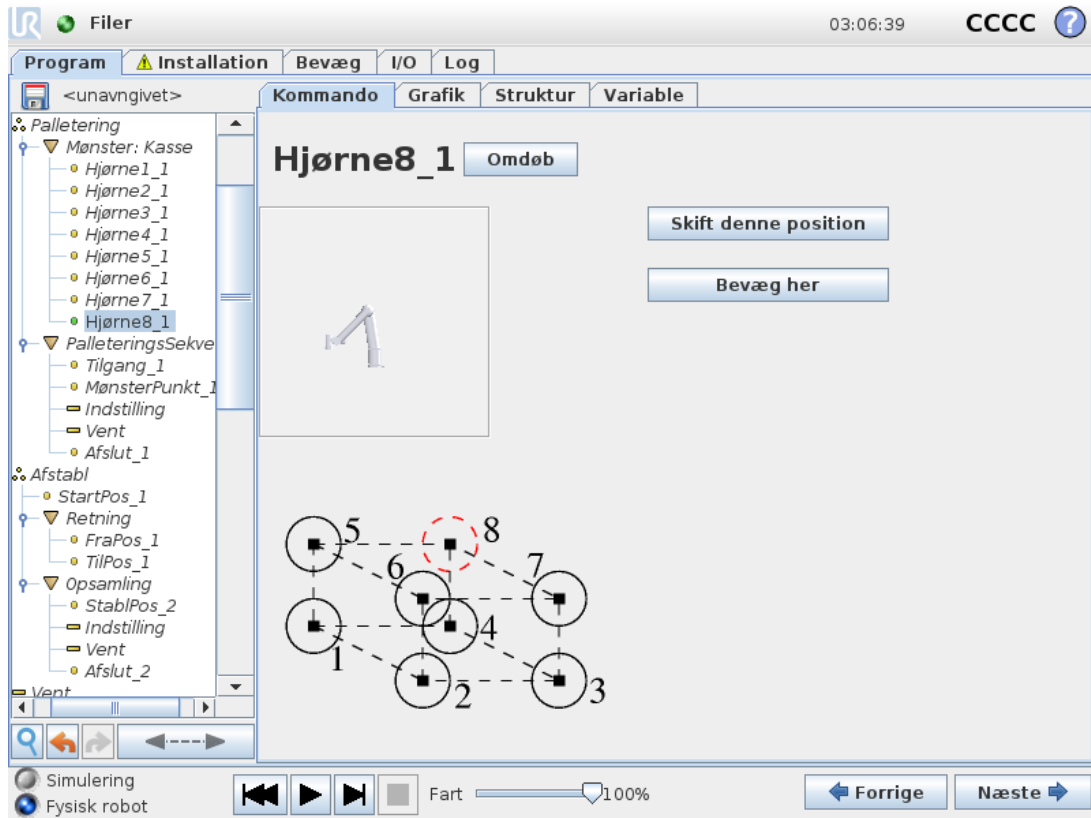 UR Filer 03:06:39 CCCC ?
Program Installation Bevæg I/O Log
<unavngivet>
Kommando Grafik Struktur Variable
Palletering
Mønster: Kasse
Hjørne1_1
Hjørne2_1
Hjørne3_1
Hjørne4_1
Hjørne5_1
Hjørne6_1
Hjørne7_1
Hjørne8_1
PalleteringsSekve
Tilgang_1
MønsterPunkt_1
Indstilling
Vent
Afslut_1
Afstabl
StartPos_1
Retning
FraPos_1
TilPos_1
Opsamling
StablPos_2
Indstilling
Vent
Afslut_2
Vent
Hjørne8_1 Omdøb
Skift denne position
Bevæg her
5 8
6 7
1 4
2 3
Simulering
Fysisk robot
Fart 100%
Forrige Næste